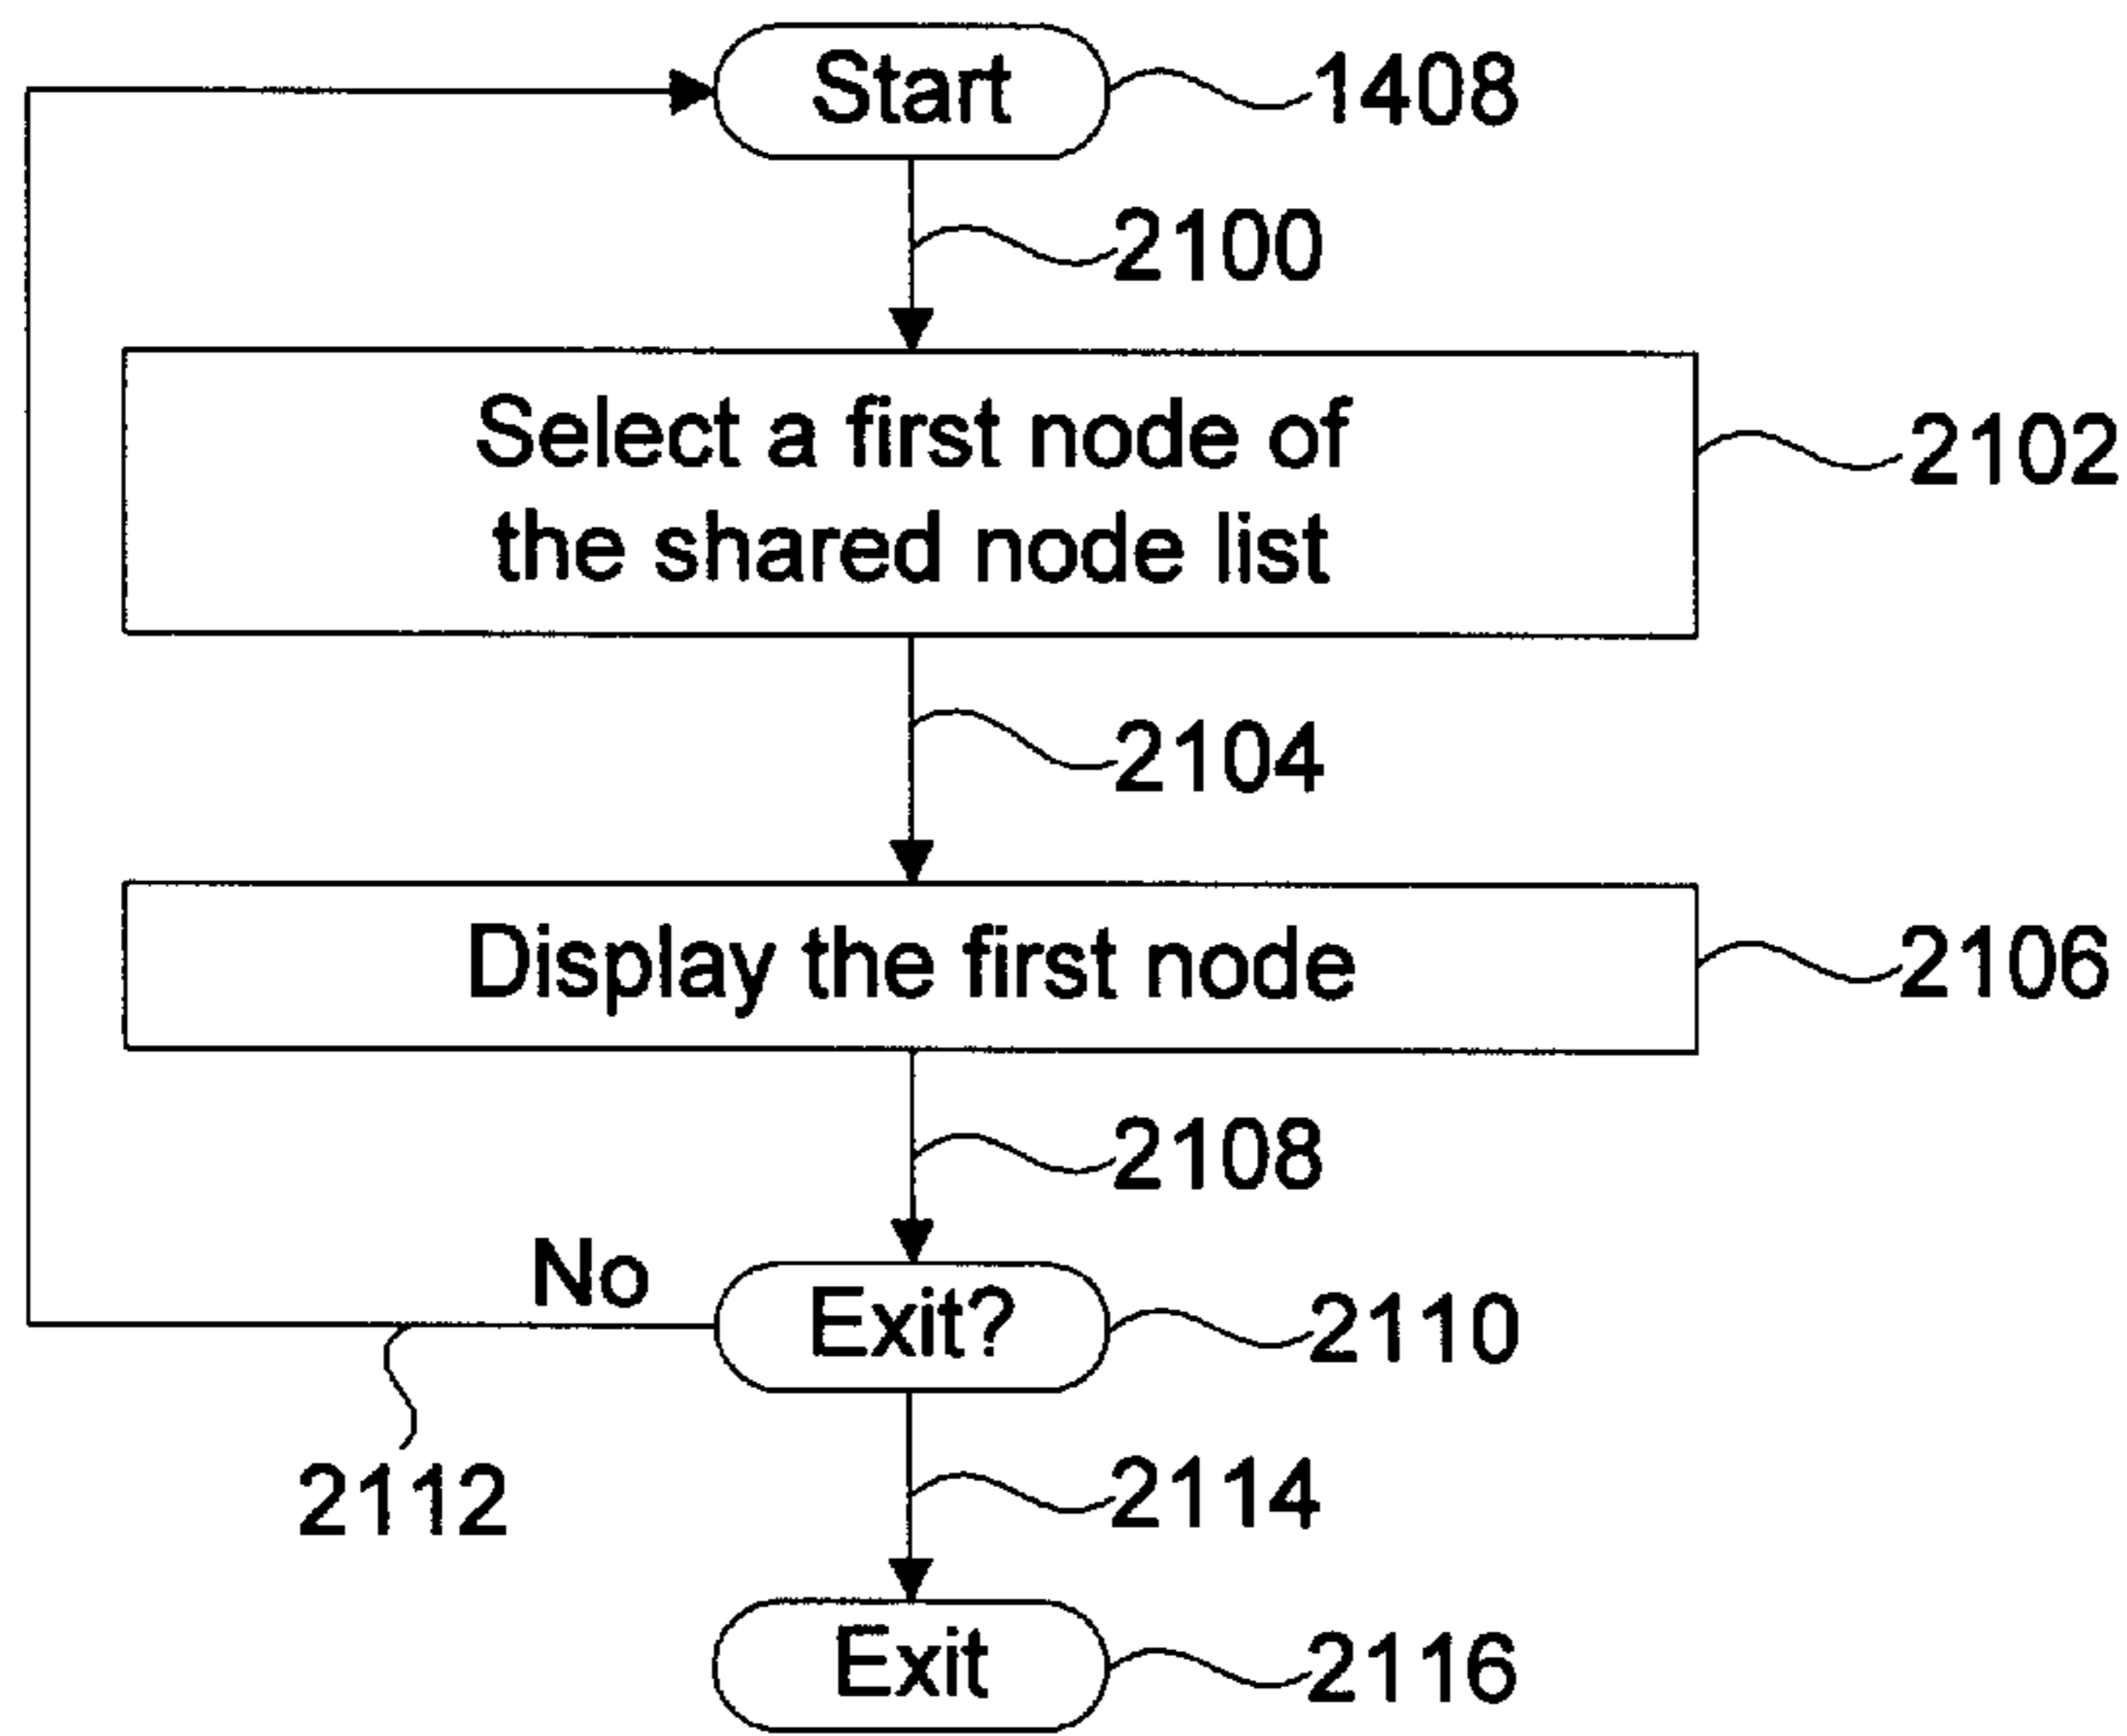 Start
1408
2100
Select a first node of
the shared node list
2102
2104
Display the first node
2106
2108
No
Exit?
2110
2112
2114
Exit
2116